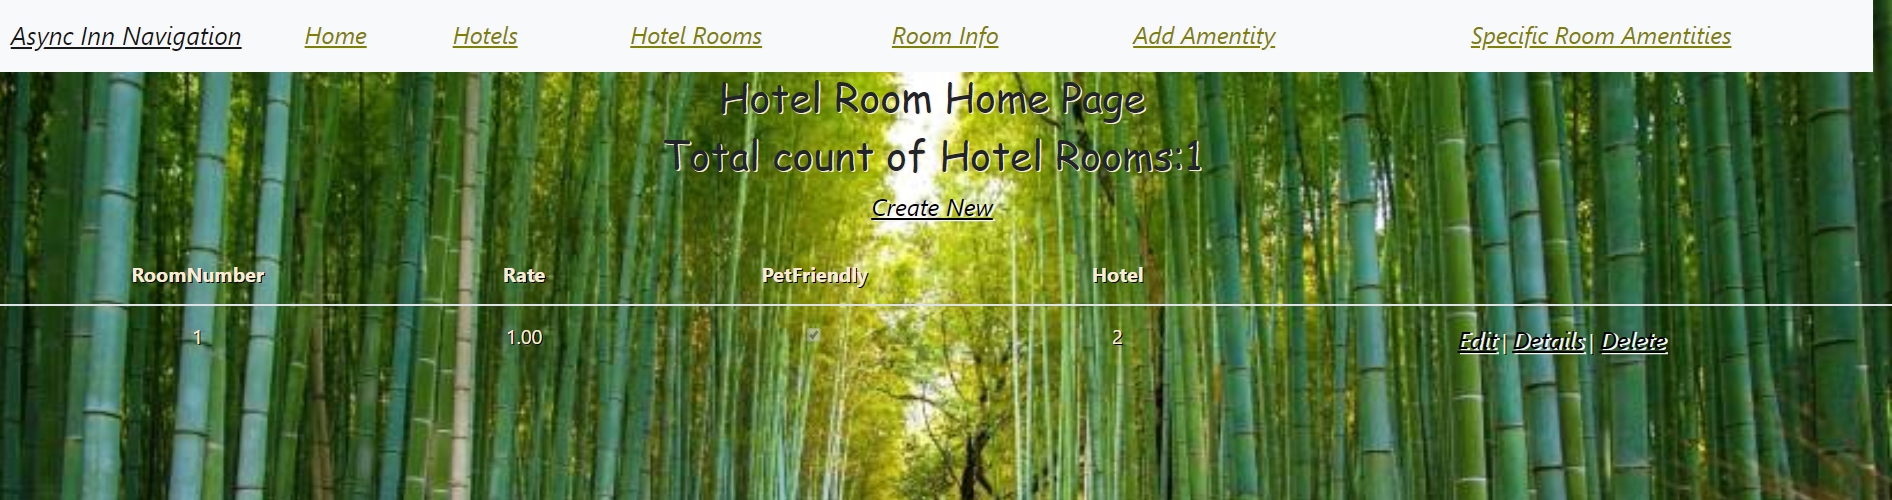 Async Inn Navigation Home Hotels Hotel Rooms Room Info Add Amentity Specific Room Amentities
Hotel Room Home Page
Total count of Hotel Rooms:1
Create New
RoomNumber Rate PetFriendly Hotel
1 1.00 2 Edit | Details | Delete